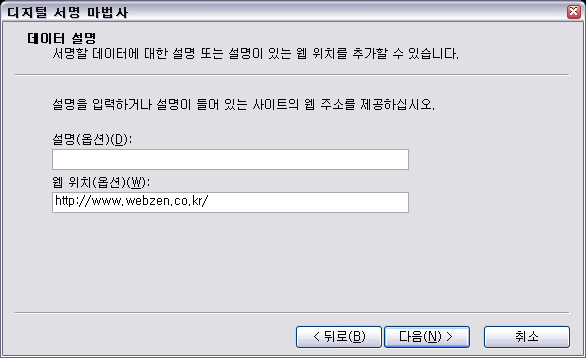 디지털 서명 마법사
데이터 설명
서명할 데이터에 대한 설명 또는 설명이 있는 웹 위치를 추가할 수 있습니다.
설명을 입력하거나 설명이 들어 있는 사이트의 웹 주소를 제공하십시오.
설명(옵션)(D):
웹 위치(옵션)(W):
http://www.webzen.co.kr/
< 뒤로(B) 다음(N) > 취소